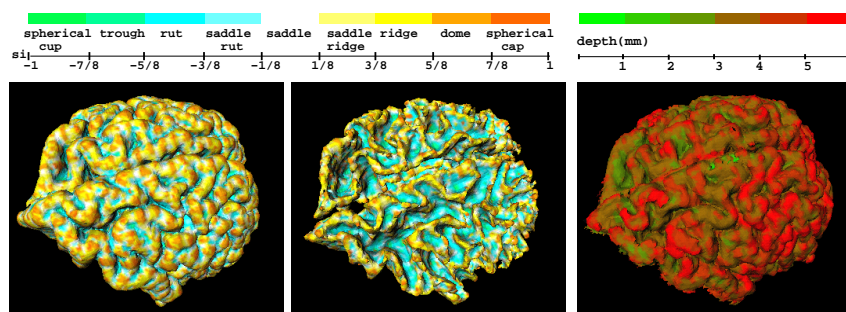 spherical cup trough rut saddle rut saddle saddle ridge ridge dome spherical cap
si
-1 -7/8 -5/8 -3/8 -1/8 1/8 3/8 5/8 7/8 1
depth(mm)
1 2 3 4 5